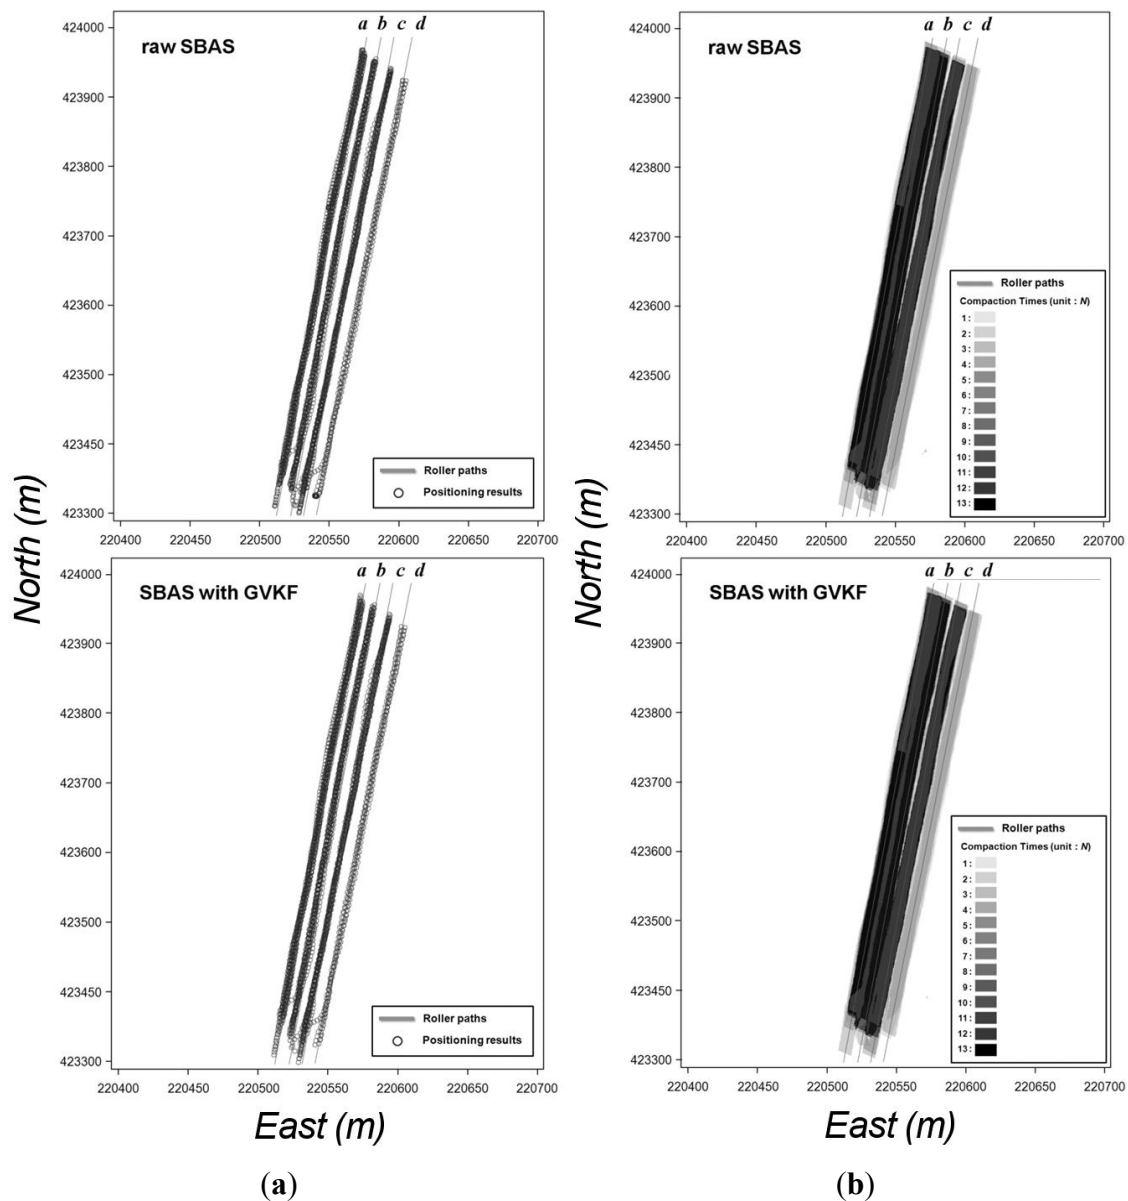 a b c d
raw SBAS
424000
423900
423800
423700
423600
423500
423450
423300
220400 220450 220500 220550 220600 220650 220700
Roller paths
Positioning results
a b c d
raw SBAS
424000
423900
423800
423700
423600
423500
423450
423300
220400 220450 220500 220550 220600 220650 220700
Roller paths
Compaction Times (unit : N)
1 :
2 :
3 :
4 :
5 :
6 :
7 :
8 :
9 :
10 :
11 :
12 :
13 :
North (m)
North (m)
a b c d
SBAS with GVKF
424000
423900
423800
423700
423600
423500
423450
423300
220400 220450 220500 220550 220600 220650 220700
Roller paths
Positioning results
a b c d
SBAS with GVKF
424000
423900
423800
423700
423600
423500
423450
423300
220400 220450 220500 220550 220600 220650 220700
Roller paths
Compaction Times (unit : N)
1 :
2 :
3 :
4 :
5 :
6 :
7 :
8 :
9 :
10 :
11 :
12 :
13 :
East (m)
East (m)
(a)
(b)